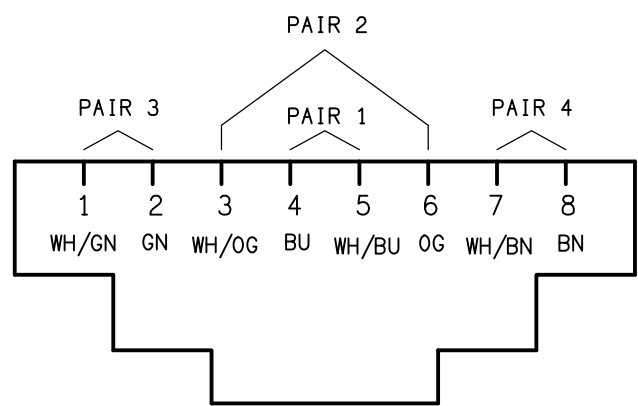 PAIR 2
PAIR 3
PAIR 1
PAIR 4
1 2 3 4 5 6 7 8
WH/GN GN WH/OG BU WH/BU OG WH/BN BN